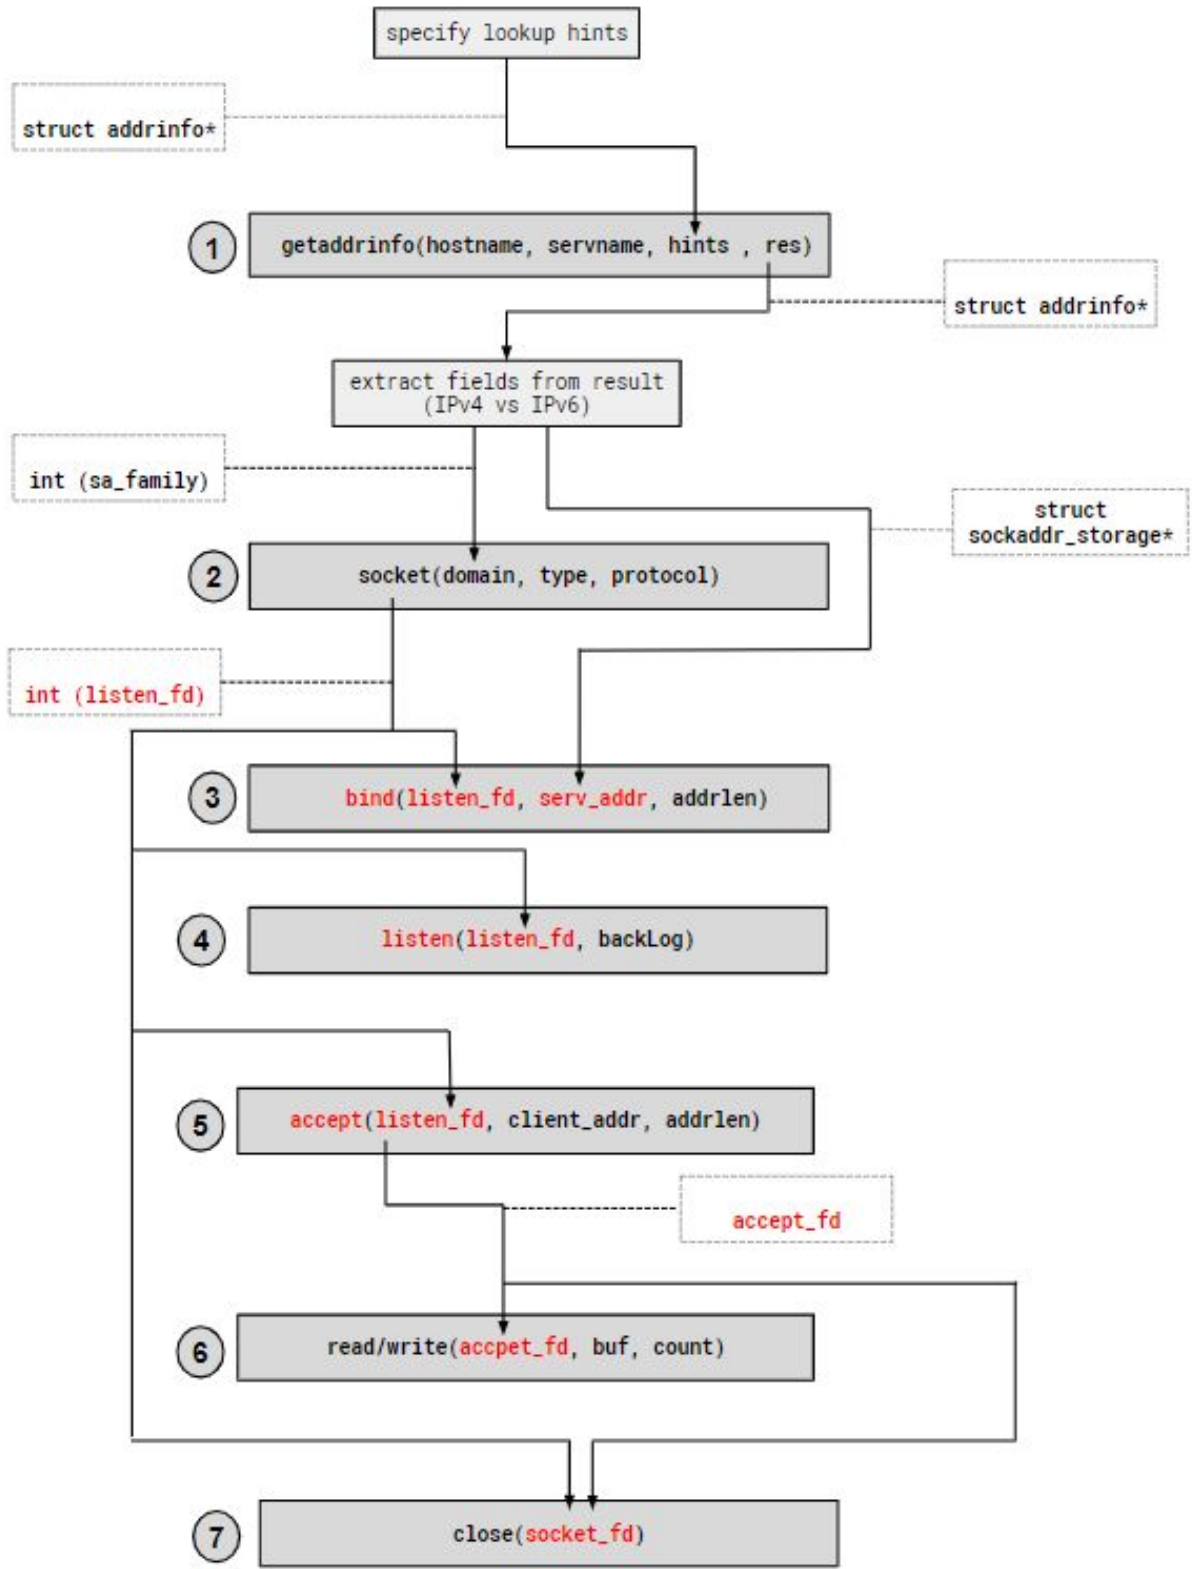 specify lookup hints
struct addrinfo*
1
getaddrinfo(hostname, servname, hints , res)
struct addrinfo*
extract fields from result
(IPv4 vs IPv6)
int (sa_family)
struct
sockaddr_storage*
2
socket(domain, type, protocol)
int (listen_fd)
3
bind(listen_fd, serv_addr, addrlen)
4
listen(listen_fd, backLog)
5
accept(listen_fd, client_addr, addrlen)
accept_fd
6
read/write(accpet_fd, buf, count)
7
close(socket_fd)